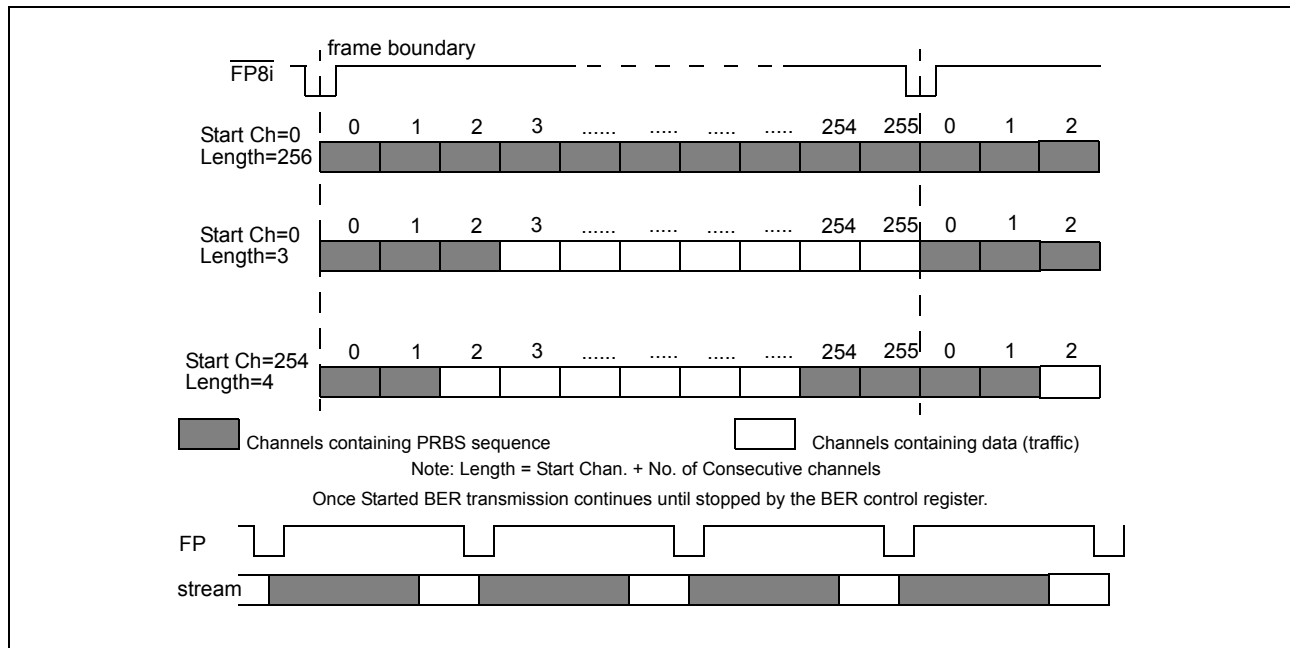 frame boundary
FP8i
Start Ch=0
Length=256
0 1 2 3 ...... ..... ..... ..... 254 255 0 1 2
Start Ch=0
Length=3
0 1 2 3 ...... ..... ..... ..... 254 255 0 1 2
Start Ch=254
Length=4
0 1 2 3 ...... ..... ..... ..... 254 255 0 1 2
Channels containing PRBS sequence
Channels containing data (traffic)
Note: Length = Start Chan. + No. of Consecutive channels
Once Started BER transmission continues until stopped by the BER control register.
FP
stream